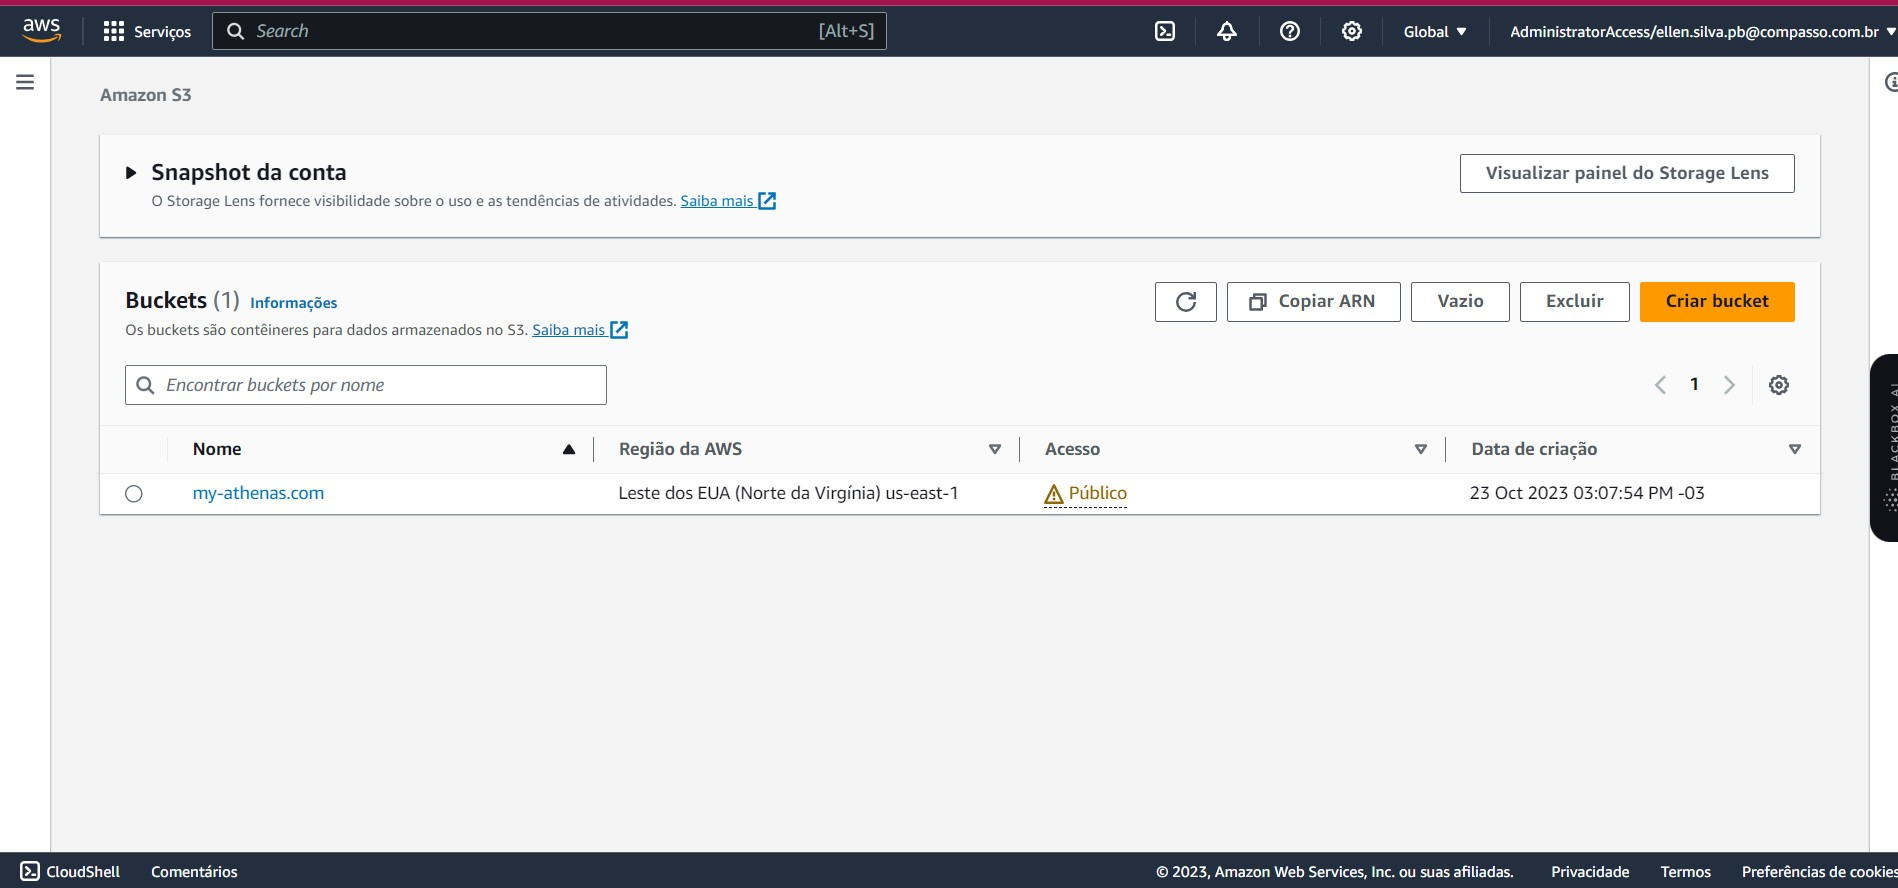 aws Serviços Search [Alt+S] Global AdministratorAccess/ellen.silva.pb@compasso.com.br
Amazon S3
Snapshot da conta Visualizar painel do Storage Lens
O Storage Lens fornece visibilidade sobre o uso e as tendências de atividades. Saiba mais
Buckets (1) Informações Copiar ARN Vazio Excluir Criar bucket
Os buckets são contêineres para dados armazenados no S3. Saiba mais
Encontrar buckets por nome 1
Nome Região da AWS Acesso Data de criação
my-athenas.com Leste dos EUA (Norte da Virgínia) us-east-1 Público 23 Oct 2023 03:07:54 PM -03
BLACKBOX AI
CloudShell Comentários © 2023, Amazon Web Services, Inc. ou suas afiliadas. Privacidade Termos Preferências de cookies